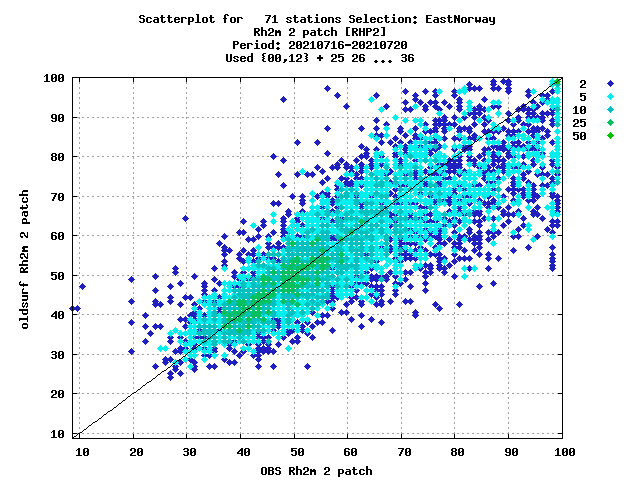 Scatterplot for   71 stations Selection: EastNorway
Rh2m 2 patch [RHP2]
Period: 20210716-20210720
Used {00,12} + 25 26 ... 36
100
90
80
70
60
50
40
30
20
10
oldsurf Rh2m 2 patch
10 20 30 40 50 60 70 80 90 100
OBS Rh2m 2 patch
2
5
10
25
50